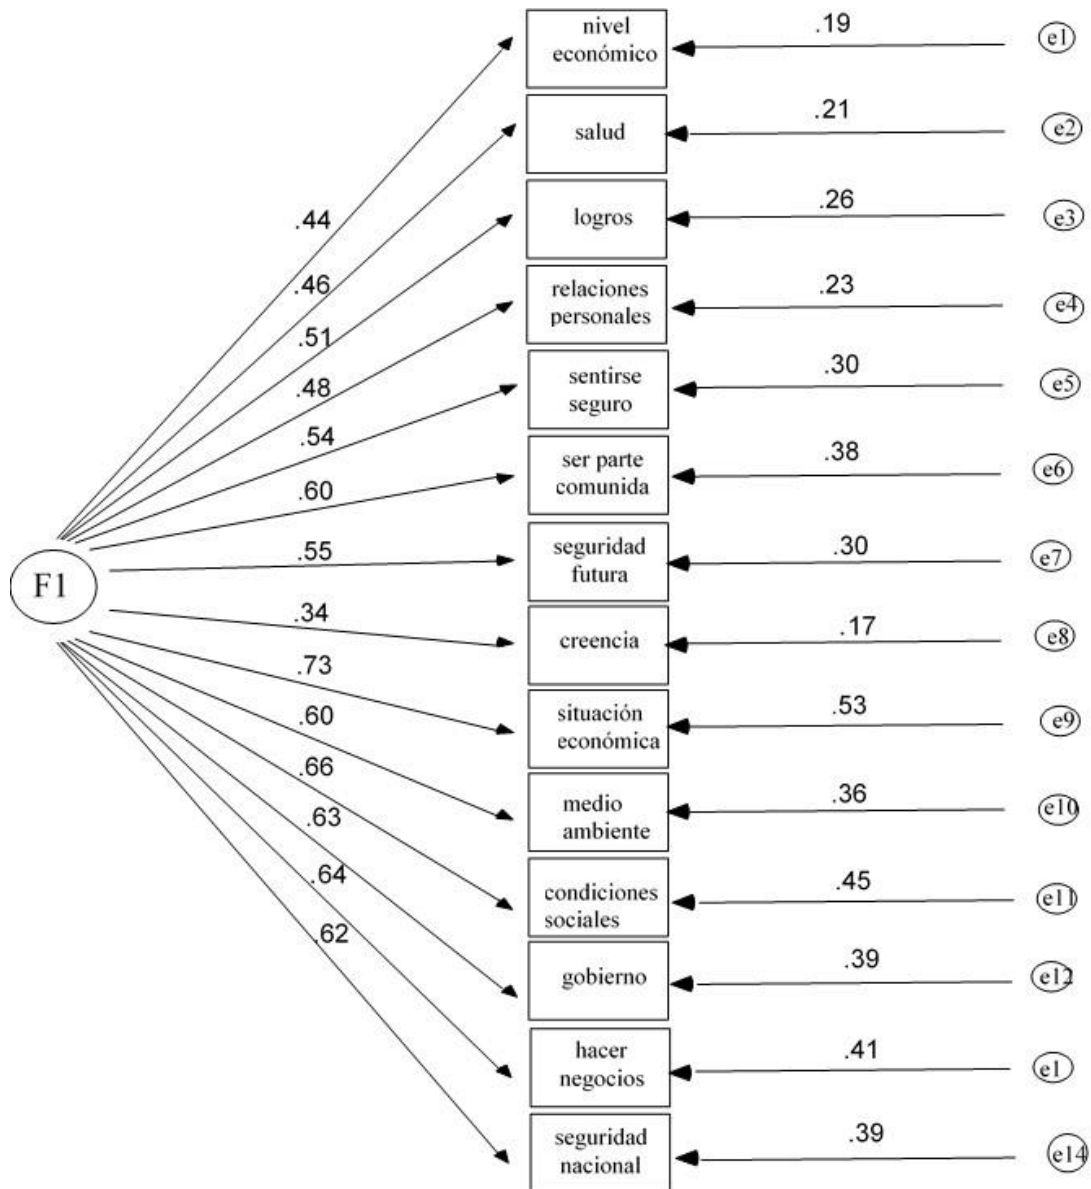 nivel
económico
.19
e1
salud
.21
e2
.44
logros
.26
e3
.46
relaciones
personales
.23
e4
.51
sentirse
seguro
.30
e5
.48
.54
ser parte
comunida
.38
e6
.60
seguridad
futura
.30
e7
.55
F1
.34
creencia
.17
e8
.73
situación
económica
.53
e9
.60
.66
medio
ambiente
.36
e10
.63
.64
condiciones
sociales
.45
e11
.62
gobierno
.39
e12
hacer
negocios
.41
e1
seguridad
nacional
.39
e14